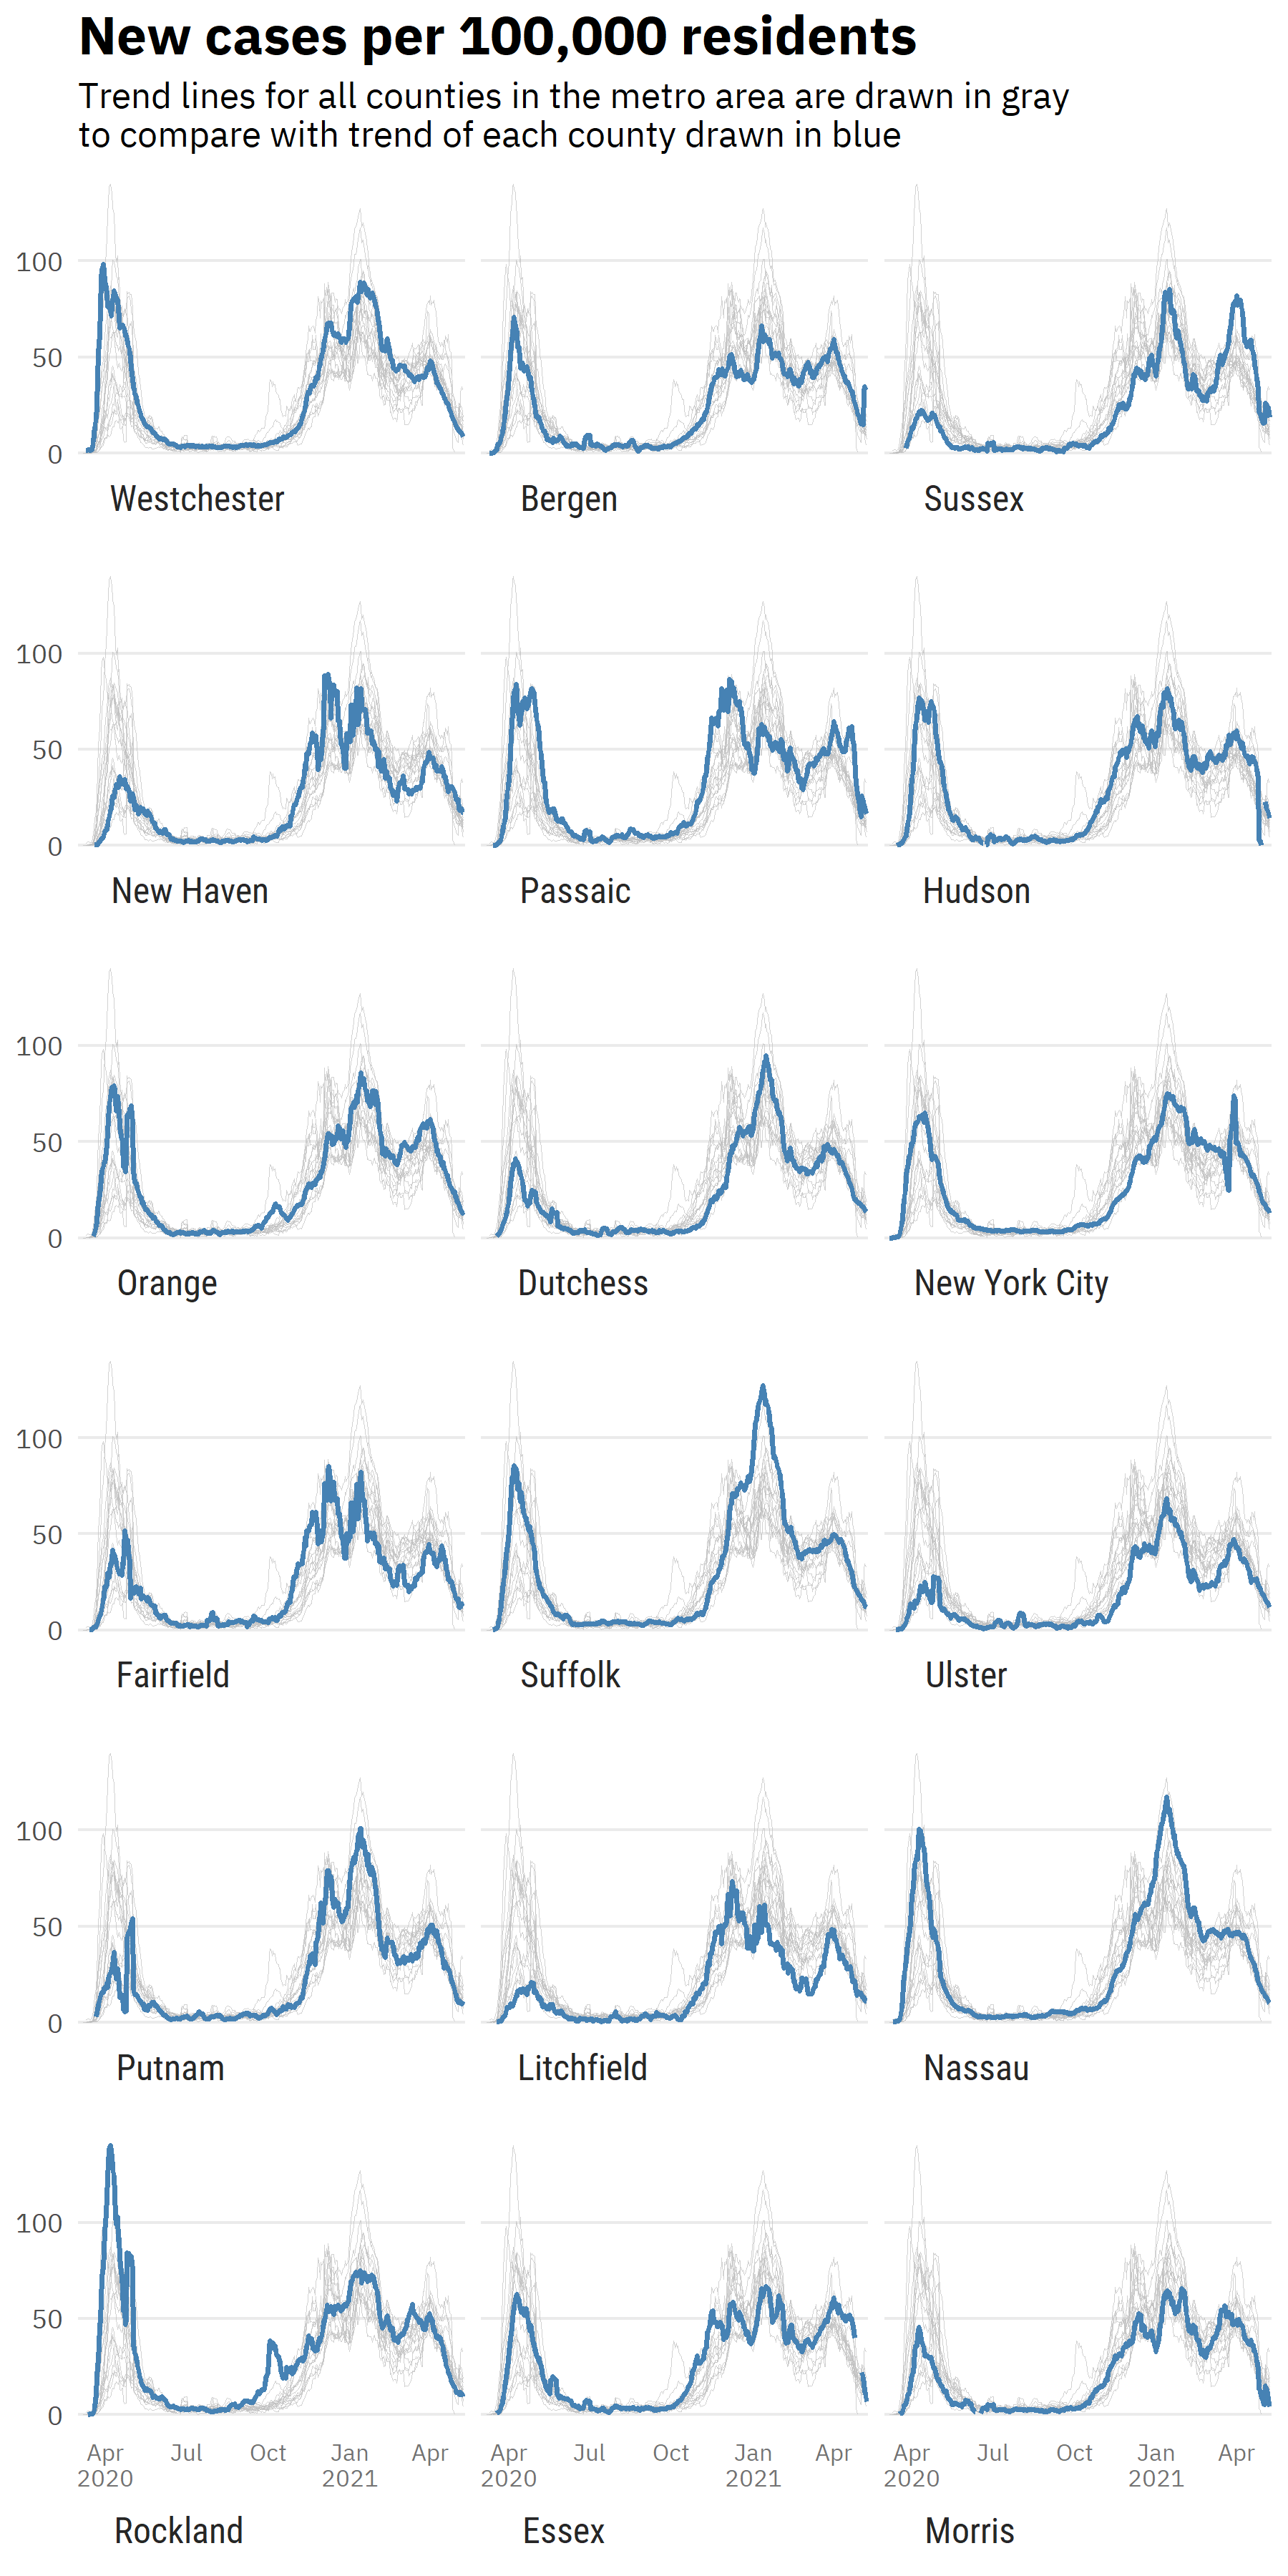 New cases per 100,000 residents
Trend lines for all counties in the metro area are drawn in gray
to compare with trend of each county drawn in blue
100
50
0
Westchester Bergen Sussex
100
50
0
New Haven Passaic Hudson
100
50
0
Orange Dutchess New York City
100
50
0
Fairfield Suffolk Ulster
100
50
0
Putnam Litchfield Nassau
100
50
0
Apr Jul Oct Jan Apr Apr Jul Oct Jan Apr Apr Jul Oct Jan Apr
2020 2021 2020 2021 2020 2021
Rockland Essex Morris